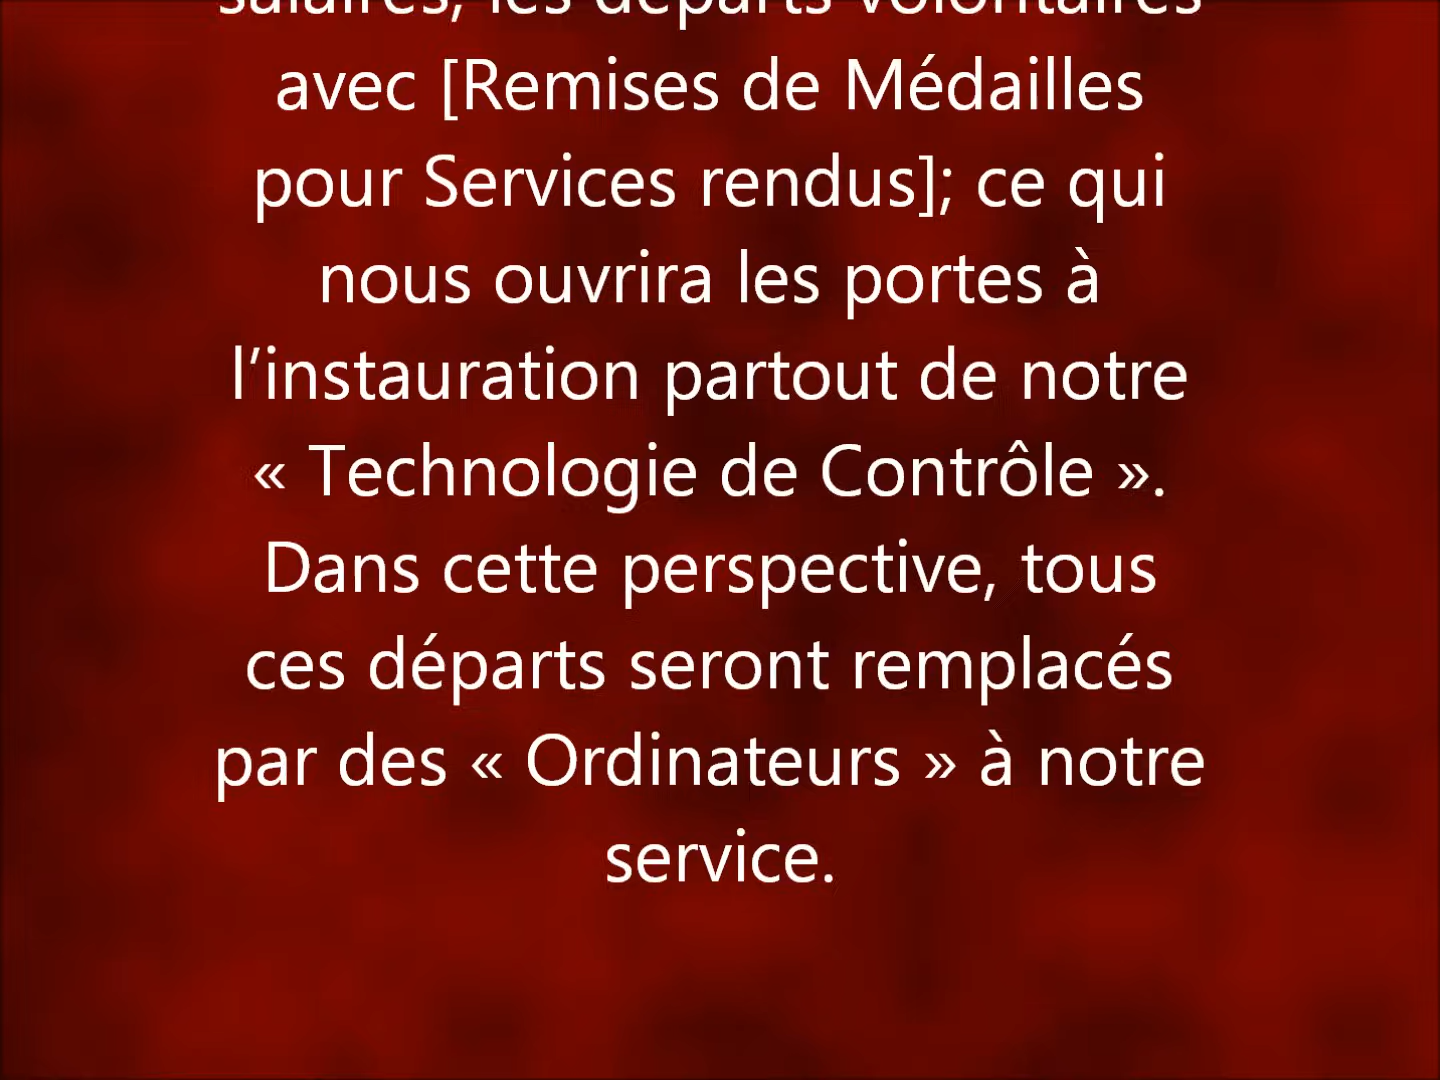 salaires, les départs volontaires
avec [Remises de Médailles
pour Services rendus]; ce qui
nous ouvrira les portes à
l’instauration partout de notre
« Technologie de Contrôle ».
Dans cette perspective, tous
ces départs seront remplacés
par des « Ordinateurs » à notre
service.